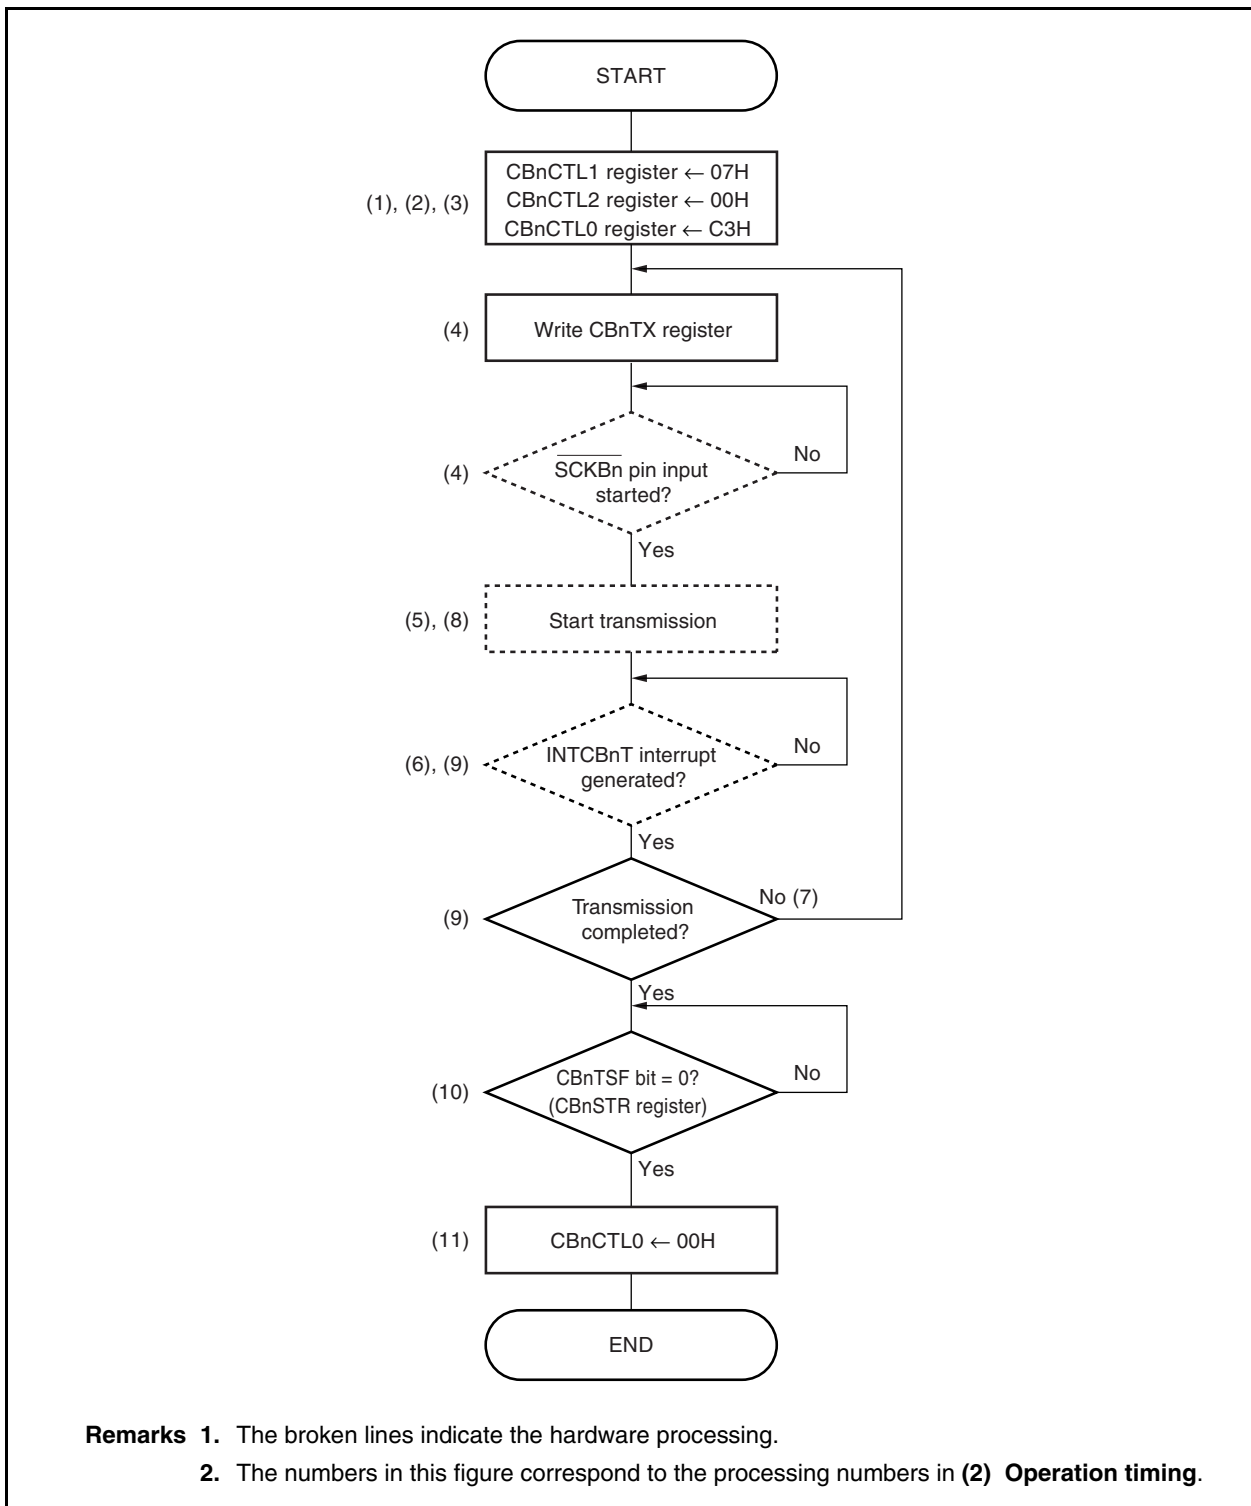 START
(1), (2), (3)
CBnCTL1 register ← 07H
CBnCTL2 register ← 00H
CBnCTL0 register ← C3H
(4)
Write CBnTX register
(4)
S̅C̅K̅B̅n̅ pin input
started?
No
Yes
(5), (8)
Start transmission
(6), (9)
INTCBnT interrupt
generated?
No
Yes
(9)
Transmission
completed?
No (7)
Yes
(10)
CBnTSF bit = 0?
(CBnSTR register)
No
Yes
(11)
CBnCTL0 ← 00H
END
Remarks 1. The broken lines indicate the hardware processing.
2. The numbers in this figure correspond to the processing numbers in (2) Operation timing.